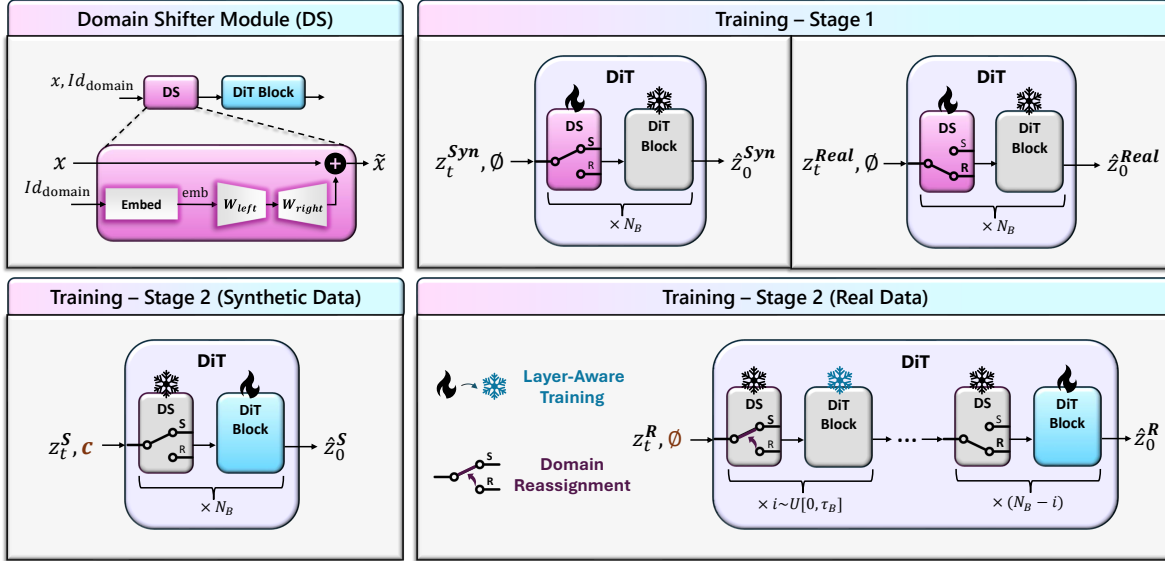 Domain Shifter Module (DS)
x, Id_domain
DS
DiT Block
x
x̃
Id_domain
Embed
emb
W_left
W_right
Training – Stage 1
DiT
DS
S
R
DiT
Block
z_t^Syn, ∅
ẑ_0^Syn
× N_B
DiT
DS
S
R
DiT
Block
z_t^Real, ∅
ẑ_0^Real
× N_B
Training – Stage 2 (Synthetic Data)
DiT
DS
S
R
DiT
Block
z_t^S, c
ẑ_0^S
× N_B
Training – Stage 2 (Real Data)
Layer-Aware
Training
S
R
Domain
Reassignment
DiT
z_t^R, ∅
DS
S
R
DiT
Block
...
DS
S
R
DiT
Block
ẑ_0^R
× i~U[0, τ_B]
× (N_B − i)